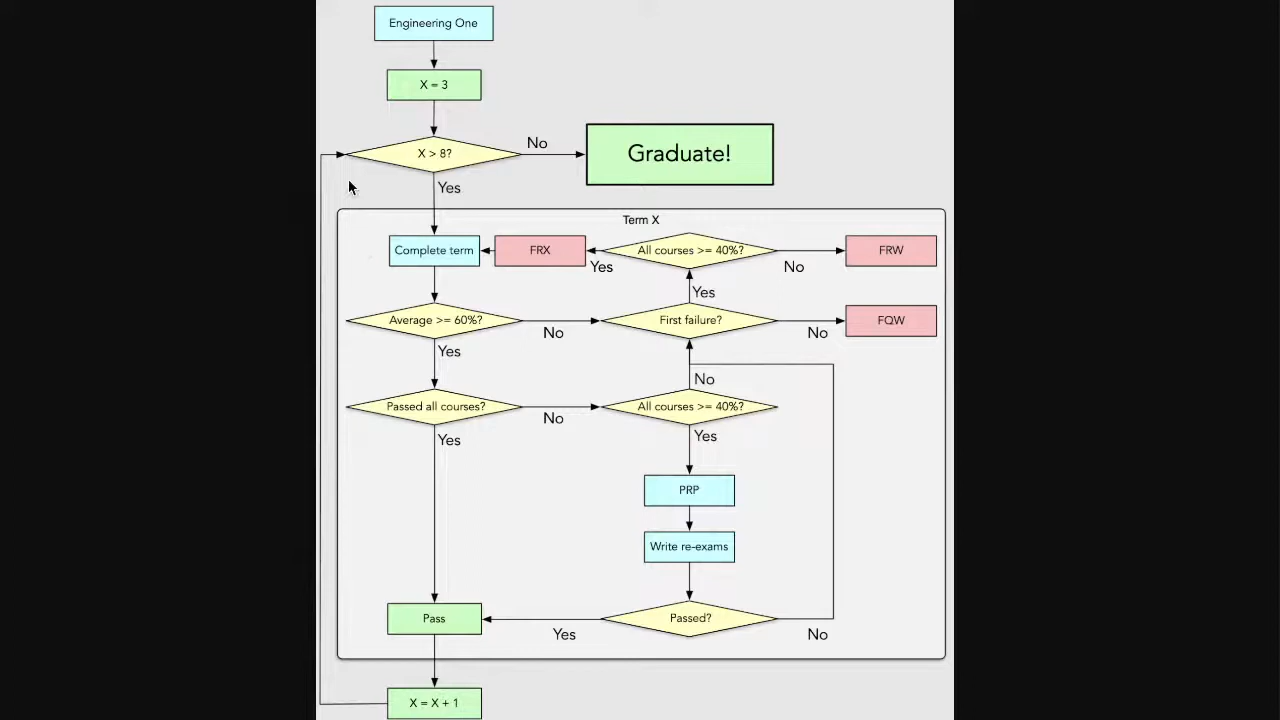 Engineering One
X = 3
X > 8?
No
Graduate!
Yes
Term X
Complete term
FRX
All courses >= 40%?
FRW
Yes
No
Yes
Average >= 60%?
First failure?
FQW
No
No
Yes
No
Passed all courses?
All courses >= 40%?
No
Yes
Yes
PRP
Write re-exams
Pass
Passed?
Yes
No
X = X + 1